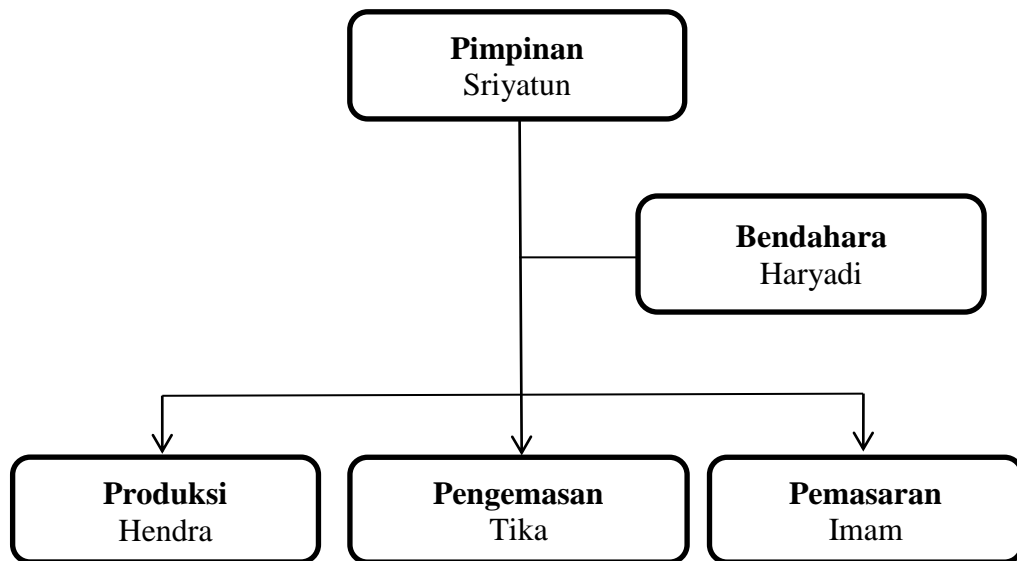 Pimpinan
Sriyatun
Bendahara
Haryadi
Produksi
Hendra
Pengemasan
Tika
Pemasaran
Imam